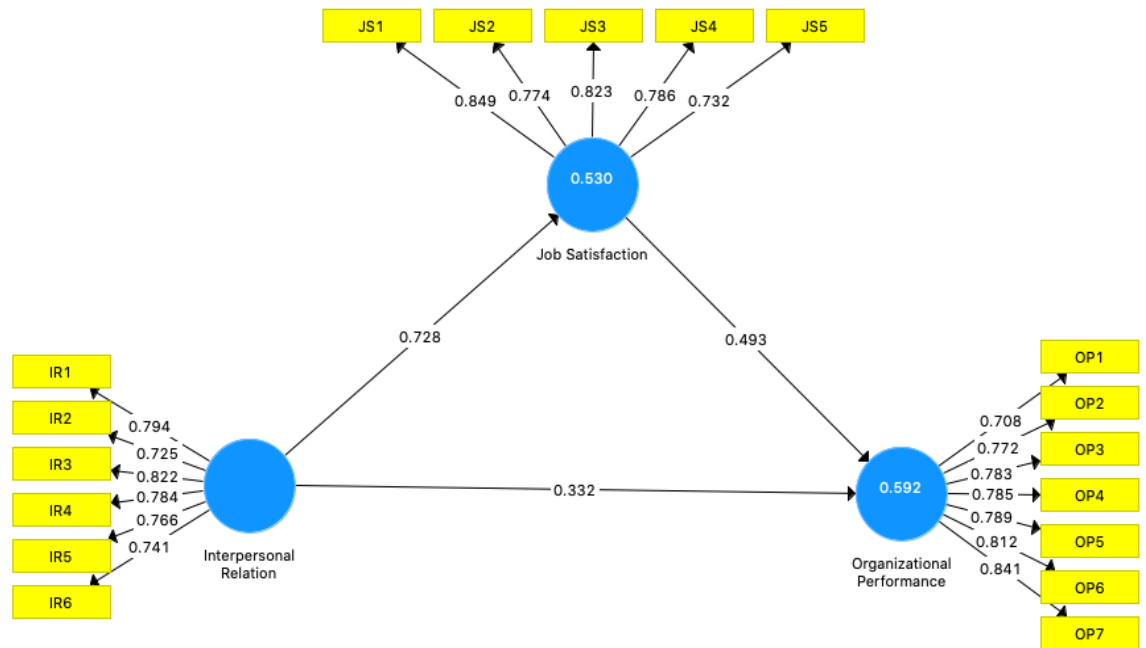 JS1 JS2 JS3 JS4 JS5
0.849 0.774 0.823 0.786 0.732
0.530
Job Satisfaction
0.728
0.493
IR1
IR2
IR3
IR4
IR5
IR6
0.794
0.725
0.822
0.784
0.766
0.741
Interpersonal
Relation
0.332
0.592
Organizational
Performance
0.708
0.772
0.783
0.785
0.789
0.812
0.841
OP1
OP2
OP3
OP4
OP5
OP6
OP7